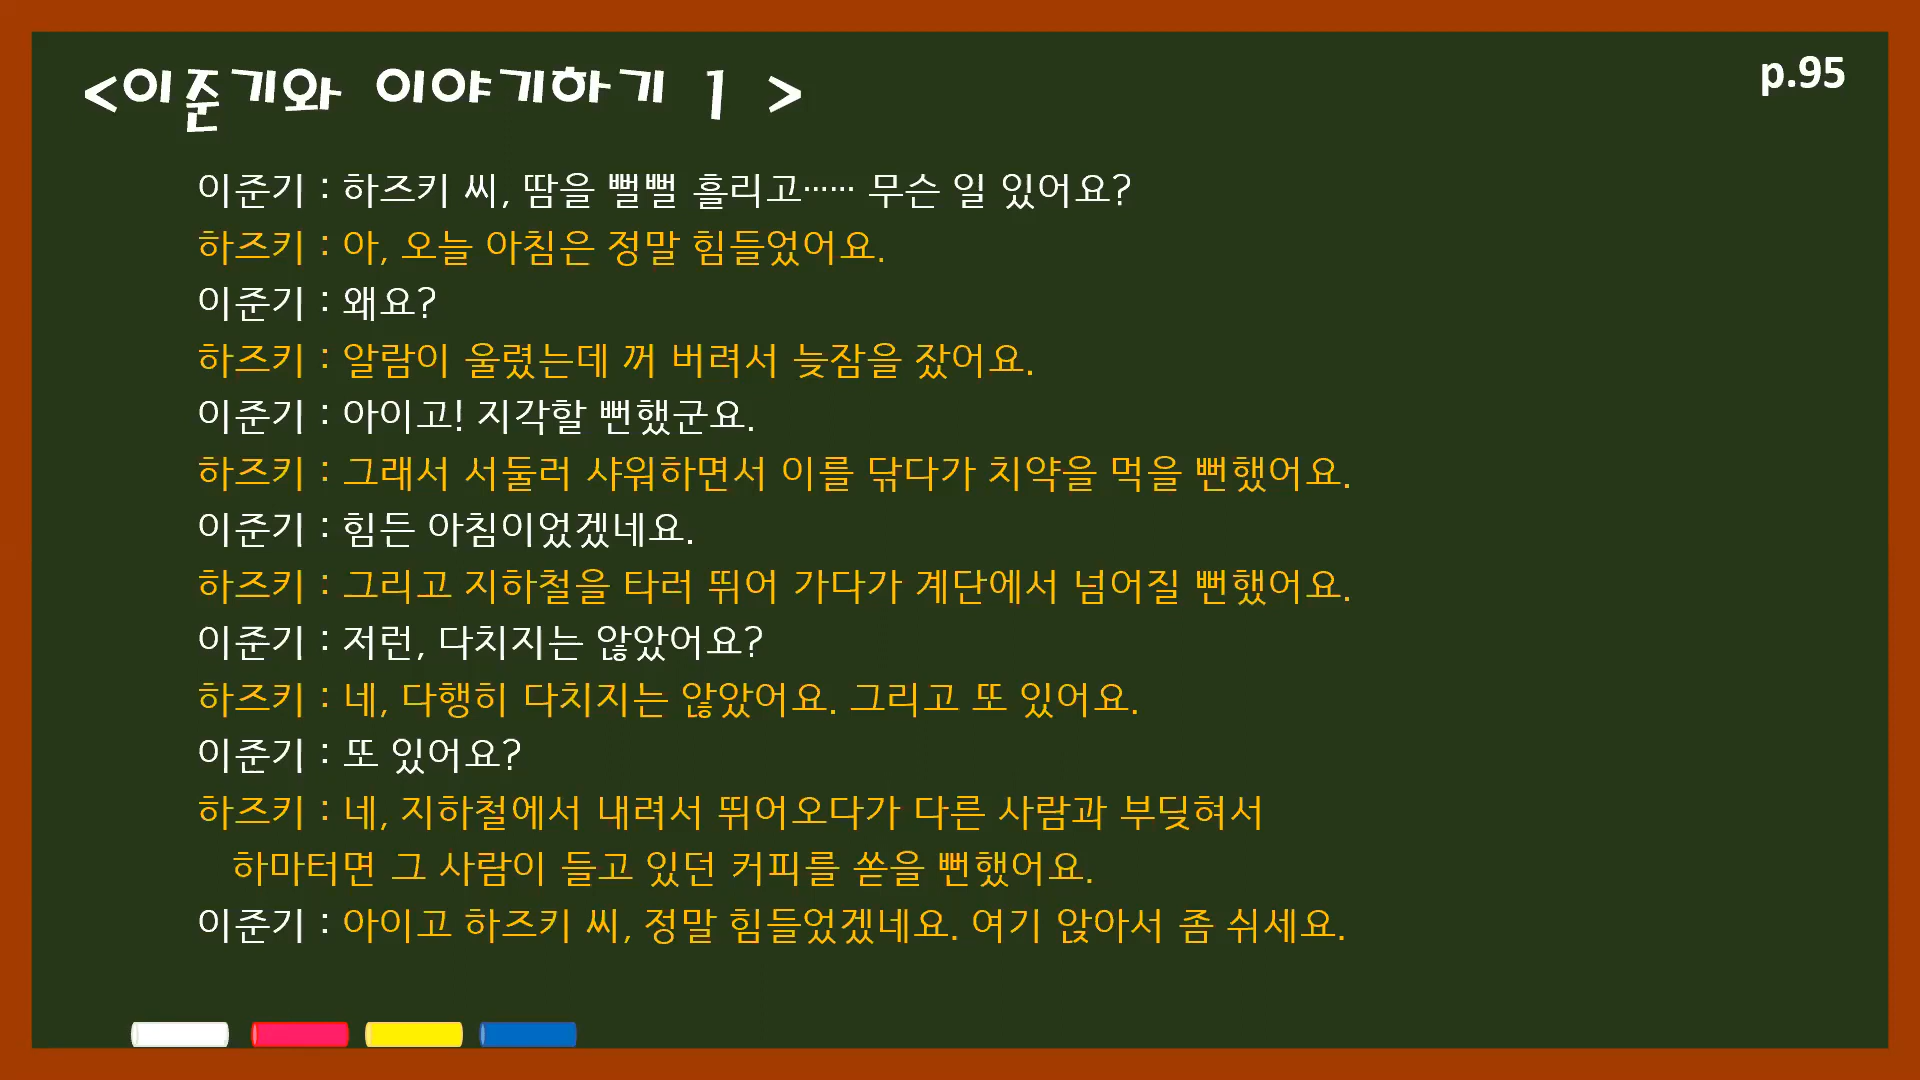 <이준기와 이야기하기 1 >
p.95
이준기 : 하즈키 씨, 땀을 뻘뻘 흘리고…… 무슨 일 있어요?
하즈키 : 아, 오늘 아침은 정말 힘들었어요.
이준기 : 왜요?
하즈키 : 알람이 울렸는데 꺼 버려서 늦잠을 잤어요.
이준기 : 아이고! 지각할 뻔했군요.
하즈키 : 그래서 서둘러 샤워하면서 이를 닦다가 치약을 먹을 뻔했어요.
이준기 : 힘든 아침이었겠네요.
하즈키 : 그리고 지하철을 타러 뛰어 가다가 계단에서 넘어질 뻔했어요.
이준기 : 저런, 다치지는 않았어요?
하즈키 : 네, 다행히 다치지는 않았어요. 그리고 또 있어요.
이준기 : 또 있어요?
하즈키 : 네, 지하철에서 내려서 뛰어오다가 다른 사람과 부딪혀서
하마터면 그 사람이 들고 있던 커피를 쏟을 뻔했어요.
이준기 : 아이고 하즈키 씨, 정말 힘들었겠네요. 여기 앉아서 좀 쉬세요.